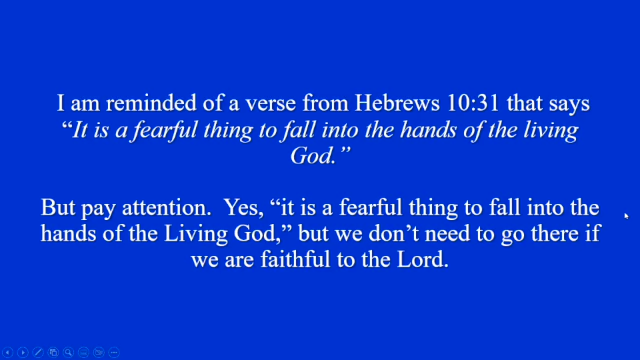 I am reminded of a verse from Hebrews 10:31 that says
“It is a fearful thing to fall into the hands of the living
God.”
But pay attention.  Yes, “it is a fearful thing to fall into the
hands of the Living God,” but we don’t need to go there if
we are faithful to the Lord.